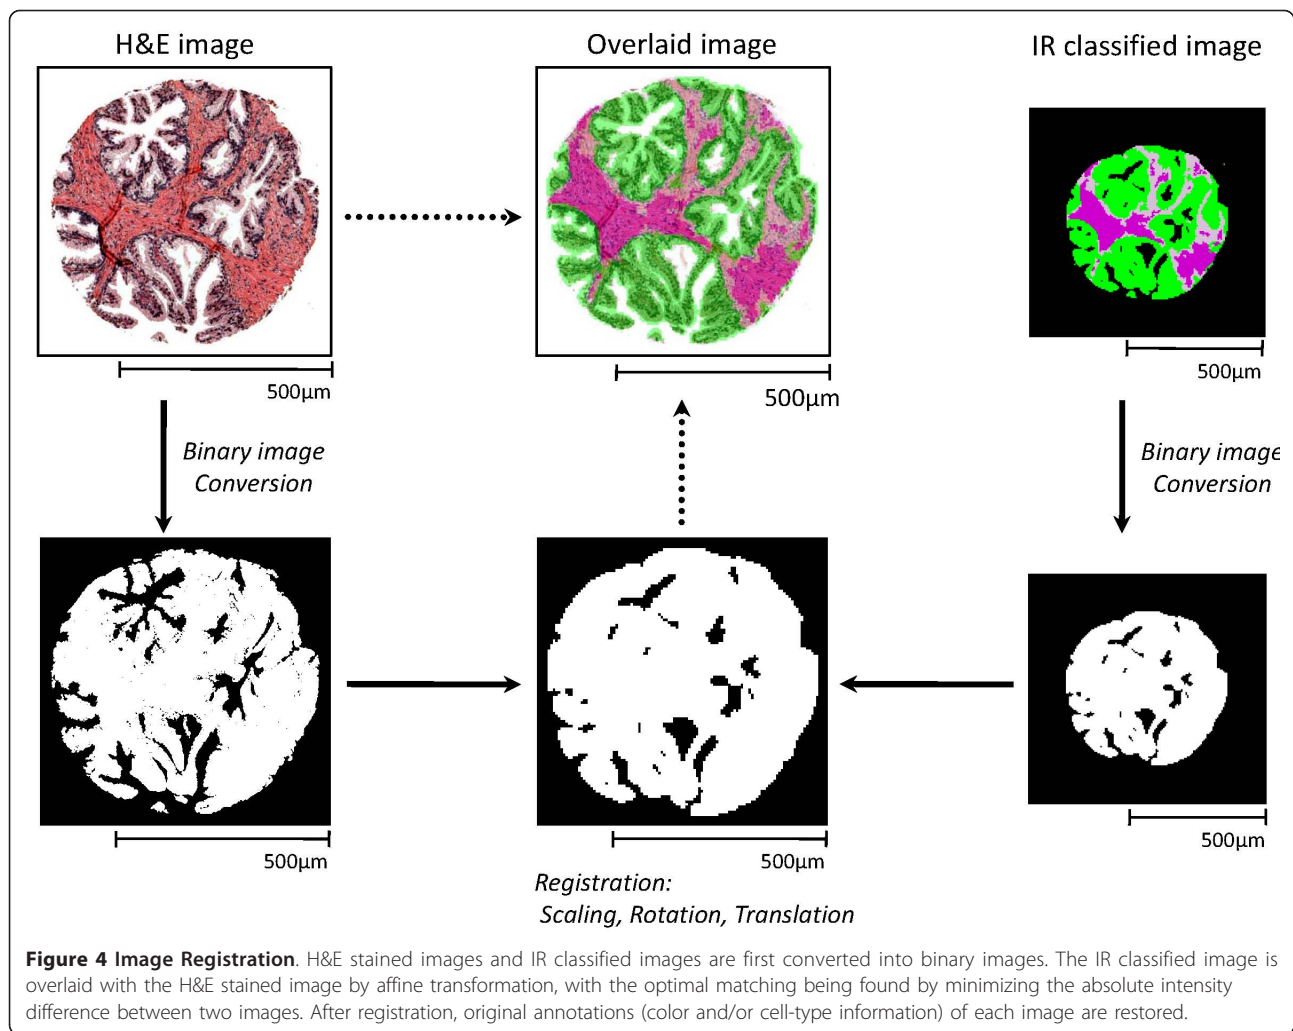 H&E image
Overlaid image
IR classified image
500µm
500µm
500µm
Binary image
Conversion
Binary image
Conversion
500µm
500µm
500µm
Registration:
Scaling, Rotation, Translation
Figure 4 Image Registration. H&E stained images and IR classified images are first converted into binary images. The IR classified image is
overlaid with the H&E stained image by affine transformation, with the optimal matching being found by minimizing the absolute intensity
difference between two images. After registration, original annotations (color and/or cell-type information) of each image are restored.